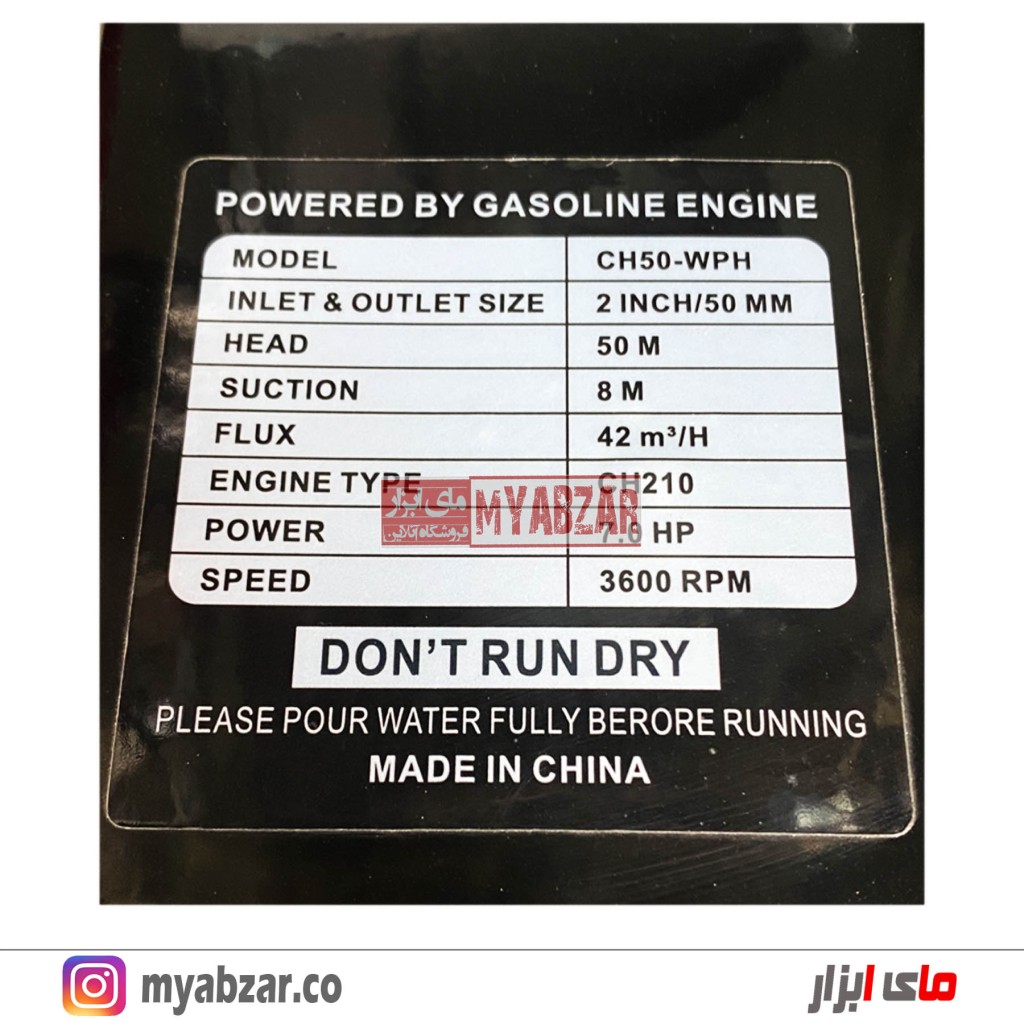 POWERED BY GASOLINE ENGINE
MODEL CH50-WPH
INLET & OUTLET SIZE 2 INCH/50 MM
HEAD 50 M
SUCTION 8 M
FLUX 42 m³/H
ENGINE TYPE CH210
مای ابزار MYABZAR
فروشگاه آنلاین
POWER 7.0 HP
SPEED 3600 RPM
DON'T RUN DRY
PLEASE POUR WATER FULLY BERORE RUNNING
MADE IN CHINA
myabzar.co مای ابزار